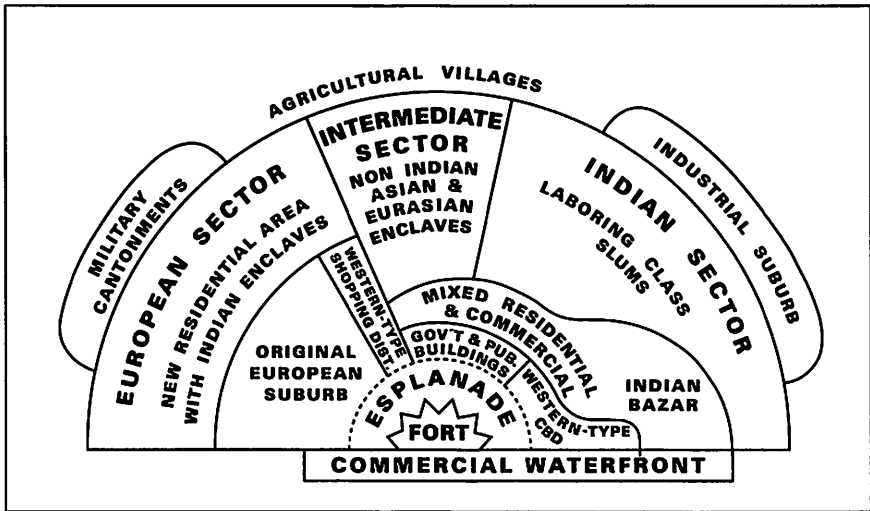 AGRICULTURAL VILLAGES
MILITARY
CANTONMENTS
EUROPEAN SECTOR
NEW RESIDENTIAL AREA
WITH INDIAN ENCLAVES
INTERMEDIATE
SECTOR
NON INDIAN
ASIAN &
EURASIAN
ENCLAVES
INDIAN SECTOR
LABORING CLASS
SLUMS
INDUSTRIAL SUBURB
ORIGINAL
EUROPEAN
SUBURB
WESTERN-TYPE
SHOPPING DIST.
MIXED RESIDENTIAL
& COMMERCIAL
GOV'T & PUB.
BUILDINGS
WESTERN-TYPE
CBD
INDIAN
BAZAR
ESPLANADE
FORT
COMMERCIAL WATERFRONT